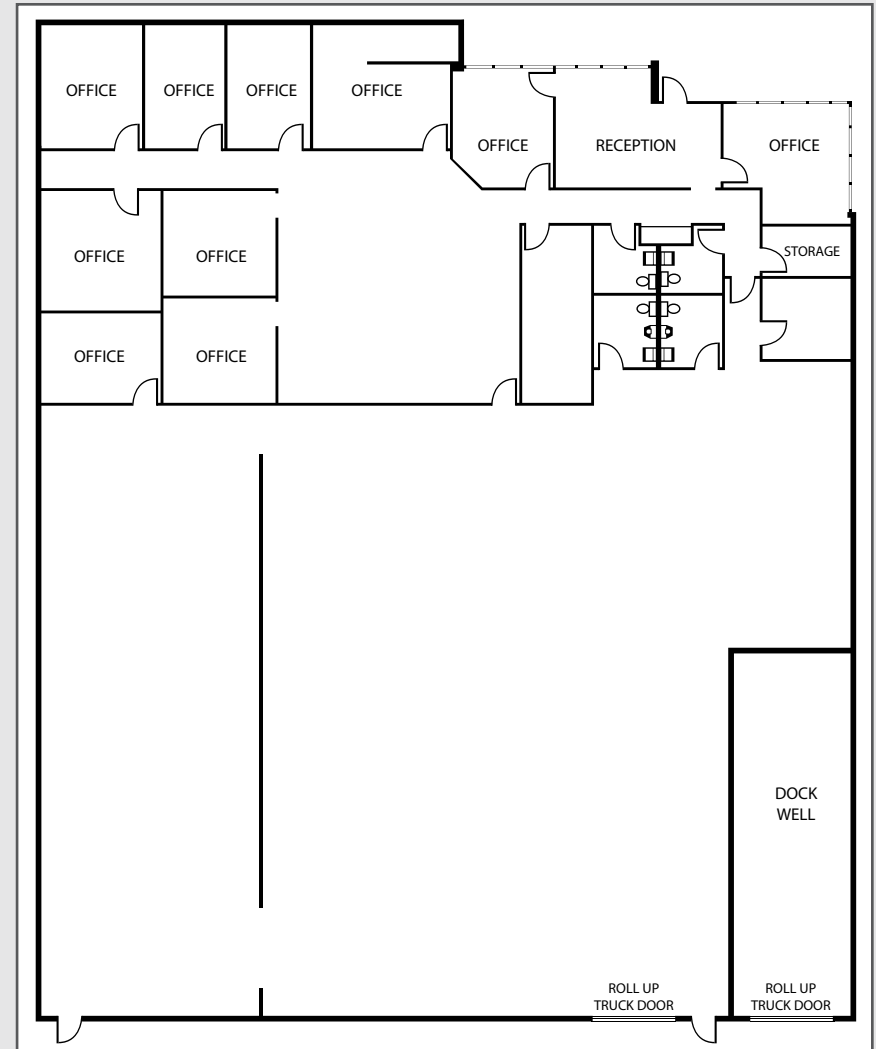 OFFICE
OFFICE
OFFICE
OFFICE
OFFICE
RECEPTION
OFFICE
OFFICE
OFFICE
STORAGE
OFFICE
OFFICE
DOCK
WELL
ROLL UP
TRUCK DOOR
ROLL UP
TRUCK DOOR